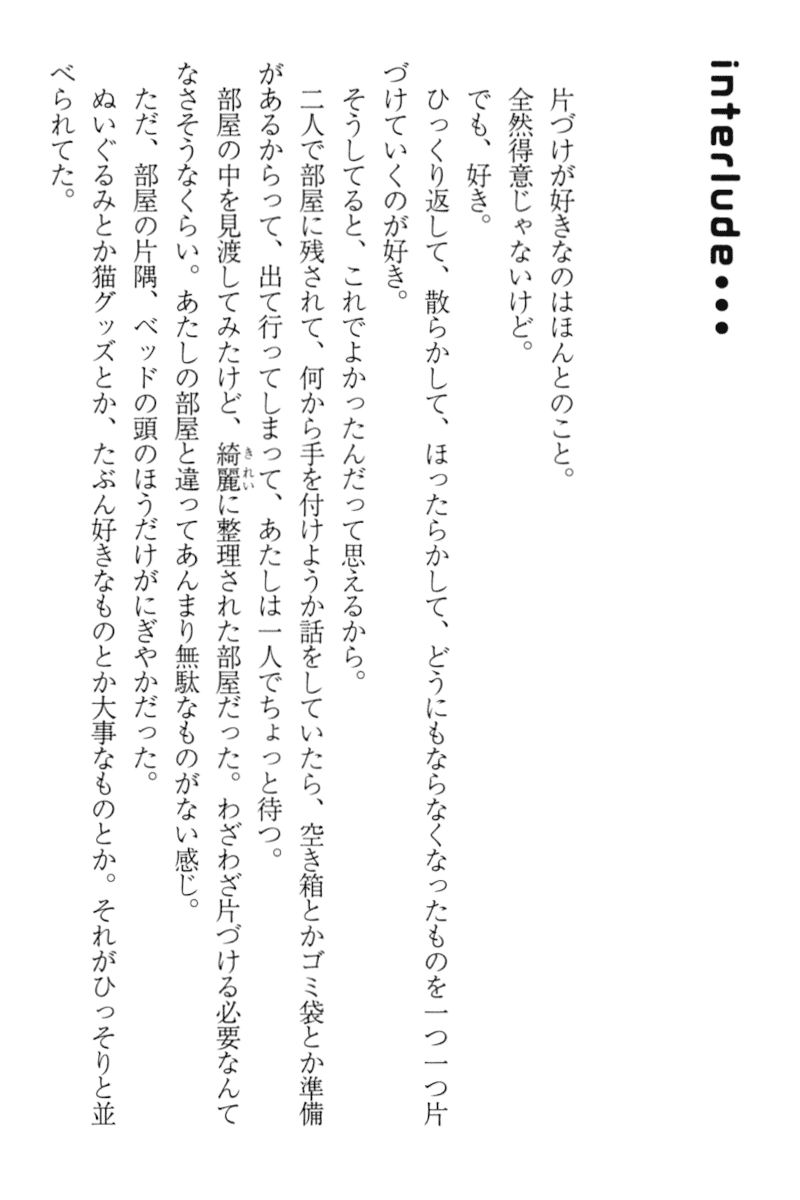 interlude•••
片づけが好きなのはほんとのこと。
全然得意じゃないけど。
でも、好き。
ひっくり返して、散らかして、ほったらかして、どうにもならなくなったものを一つ一つ片
づけていくのが好き。
そうしてると、これでよかったんだって思えるから。
二人で部屋に残されて、何から手を付けようか話をしていたら、空き箱とかゴミ袋とか準備
があるからって、出て行ってしまって、あたしは一人でちょっと待つ。
部屋の中を見渡してみたけど、綺麗きれいに整理された部屋だった。わざわざ片づける必要なんて
なさそうなくらい。あたしの部屋と違ってあんまり無駄なものがない感じ。
ただ、部屋の片隅、ベッドの頭のほうだけがにぎやかだった。
ぬいぐるみとか猫グッズとか、たぶん好きなものとか大事なものとか。それがひっそりと並
べられてた。